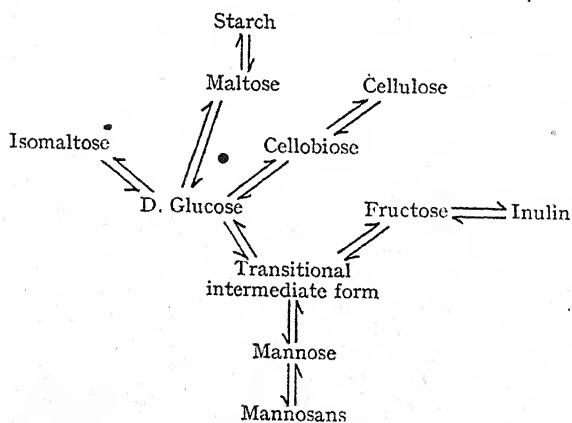 Starch
Maltose
Cellulose
Isomaltose
Cellobiose
D. Glucose
Fructose
Inulin
Transitional
intermediate form
Mannose
Mannosans